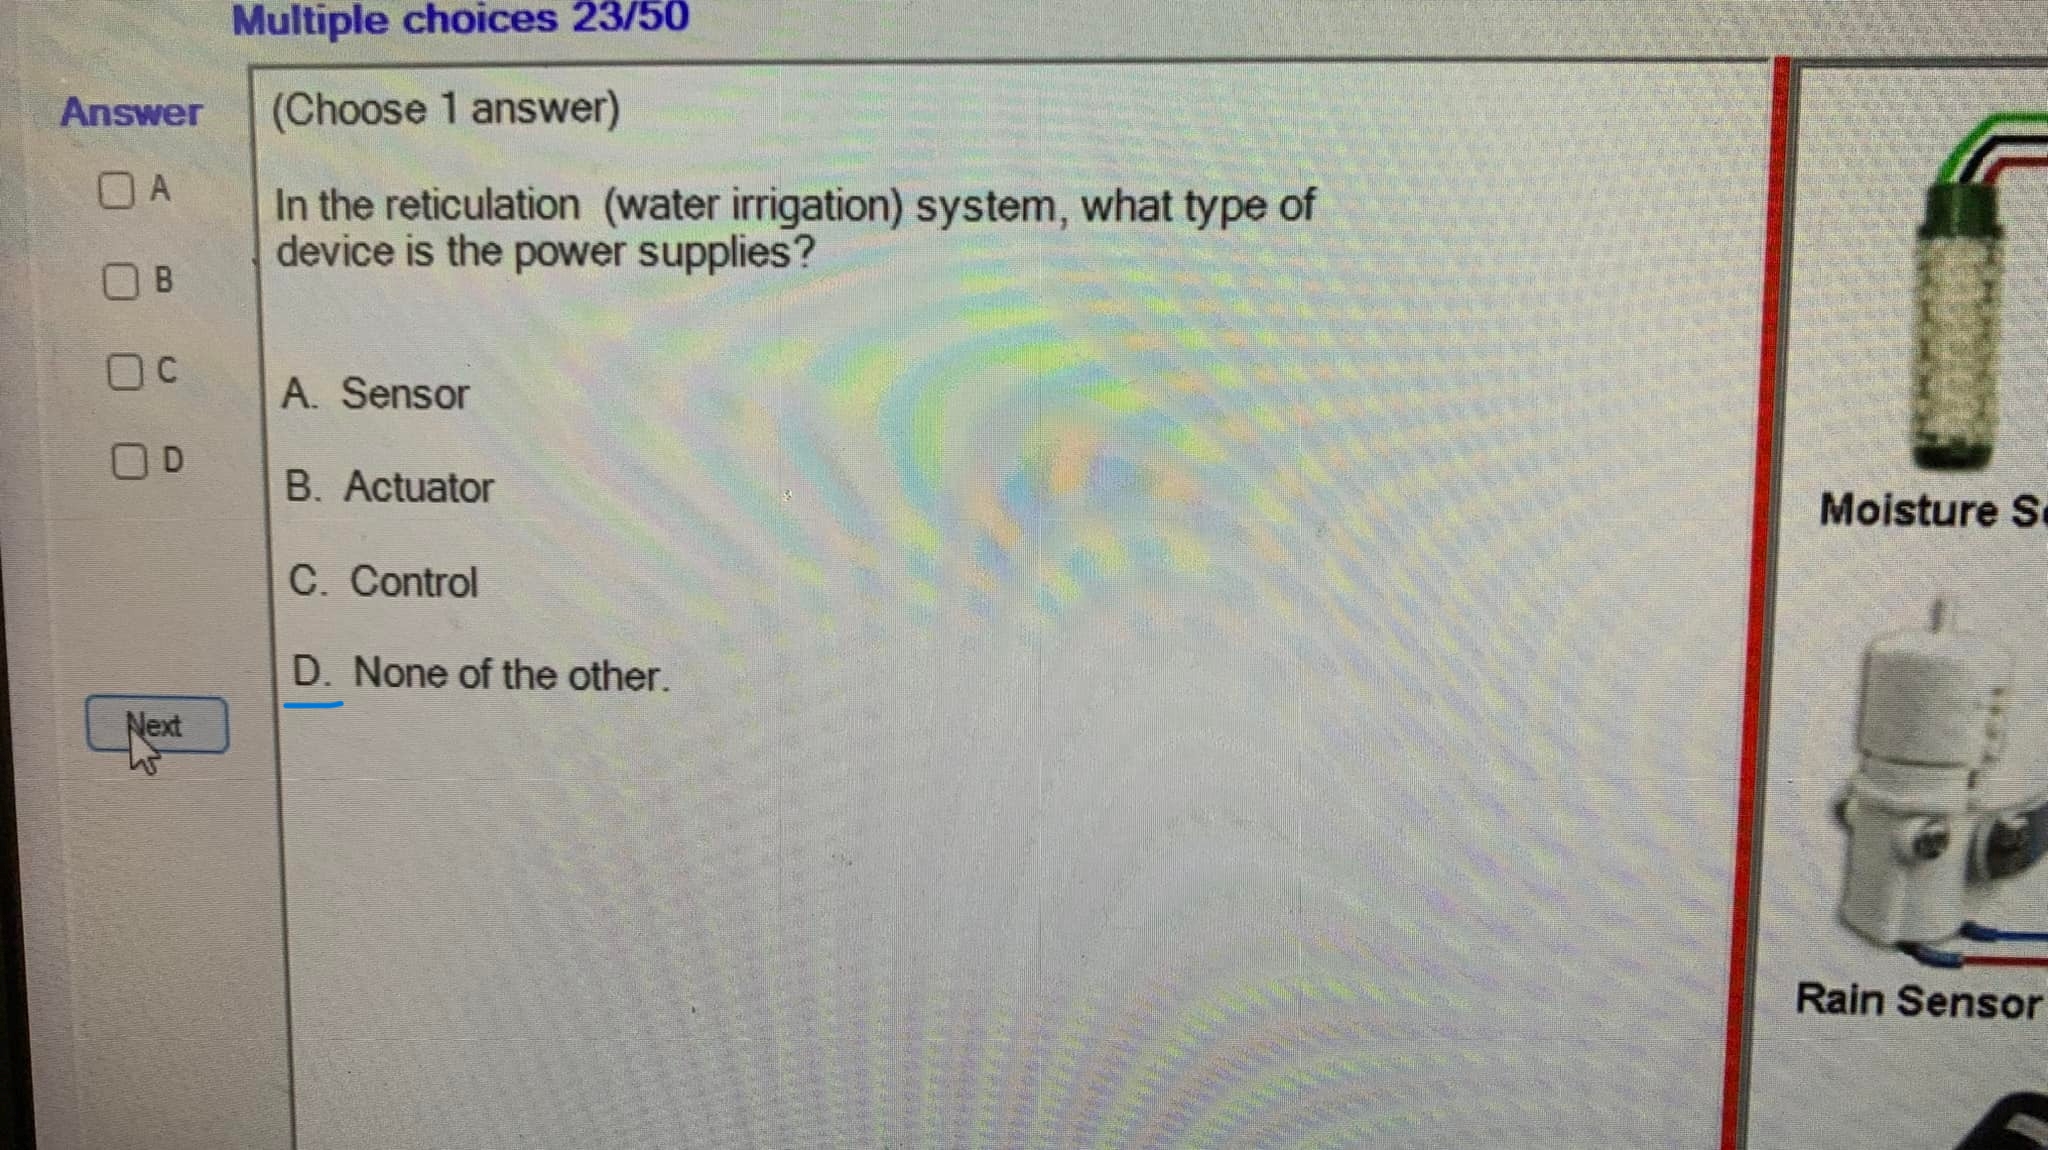 Multiple choices 23/50
Answer
A
B
C
D
Next
(Choose 1 answer)
In the reticulation (water irrigation) system, what type of
device is the power supplies?
A. Sensor
B. Actuator
C. Control
D. None of the other.
Moisture
Rain Sensor